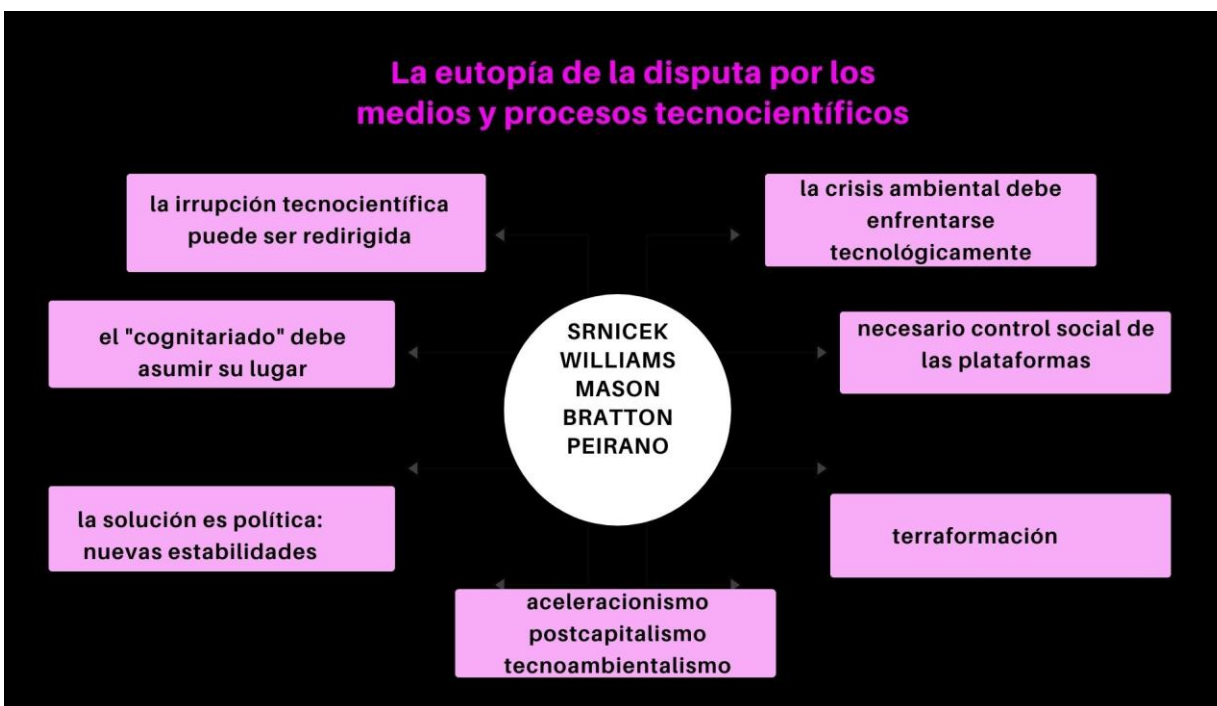 La eutopía de la disputa por los
medios y procesos tecnocientíficos
la irrupción tecnocientífica
puede ser redirigida
la crisis ambiental debe
enfrentarse
tecnológicamente
el "cognitariado" debe
asumir su lugar
SRNICEK
WILLIAMS
MASON
BRATTON
PEIRANO
necesario control social de
las plataformas
la solución es política:
nuevas estabilidades
terraformación
aceleracionismo
postcapitalismo
tecnoambientalismo